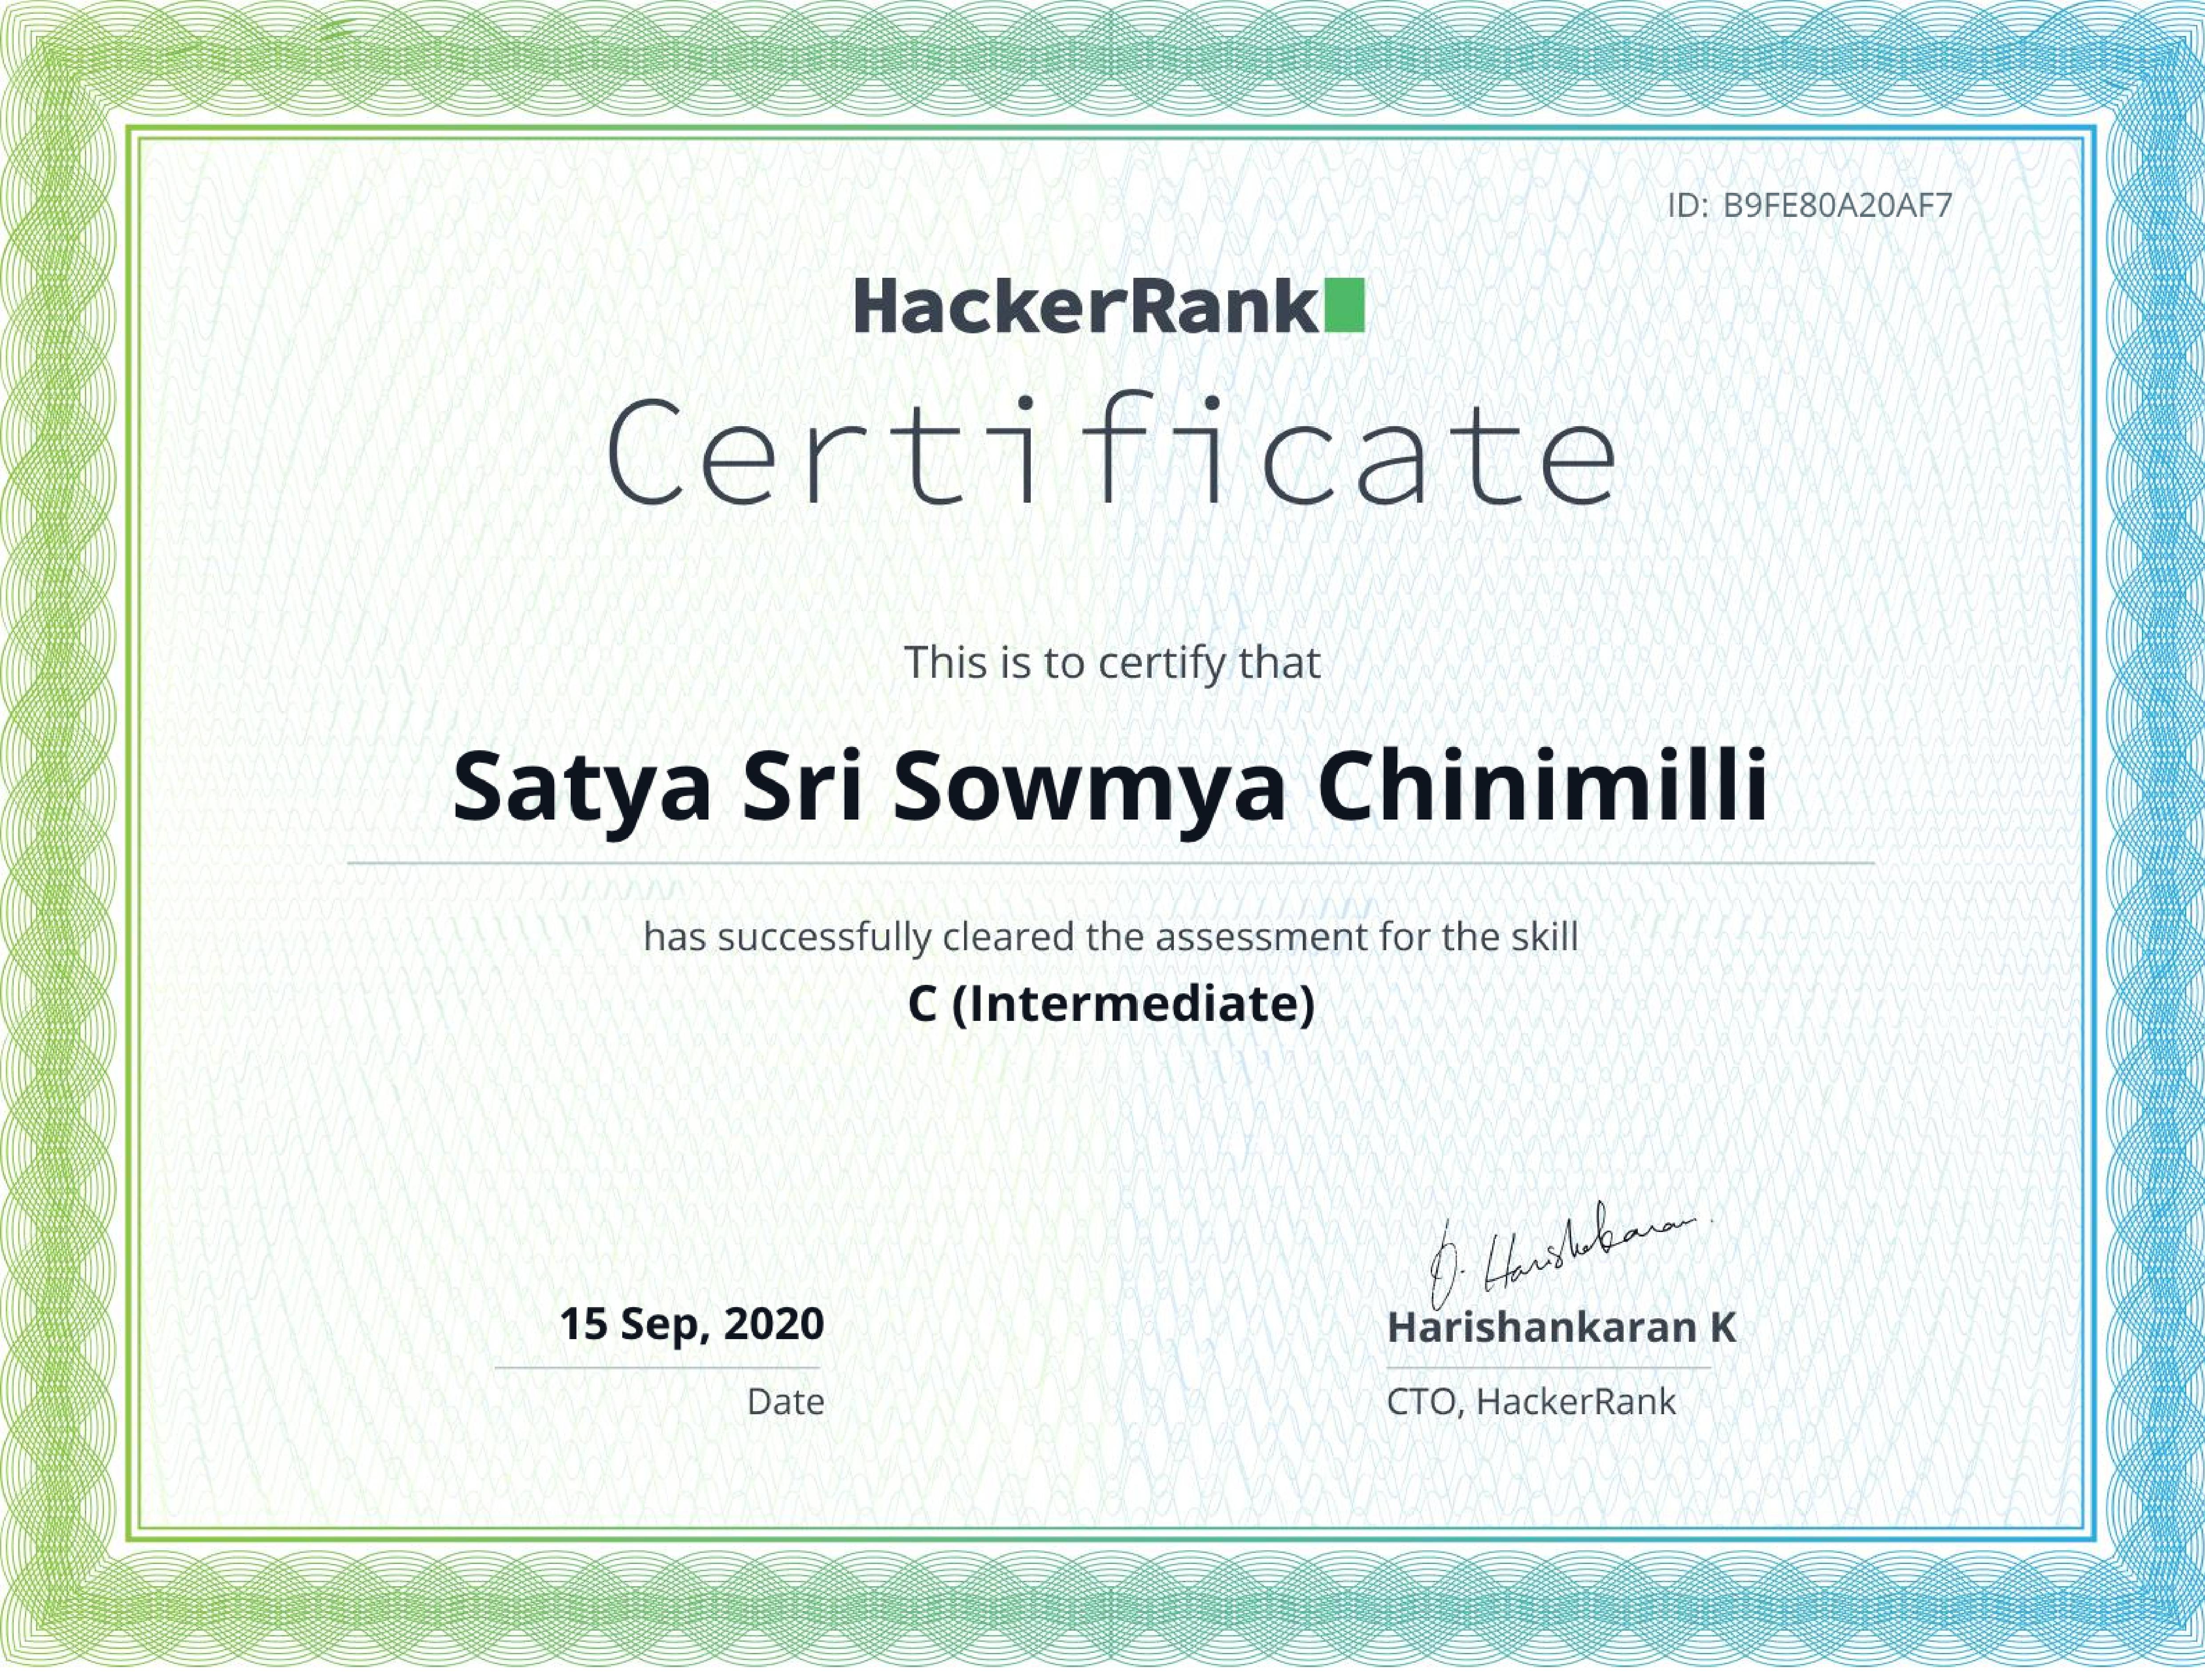 ID: B9FE80A20AF7
HackerRank
Certificate
This is to certify that
Satya Sri Sowmya Chinimilli
has successfully cleared the assessment for the skill
C (Intermediate)
15 Sep, 2020
Date
D. Harishankaran
Harishankaran K
CTO, HackerRank